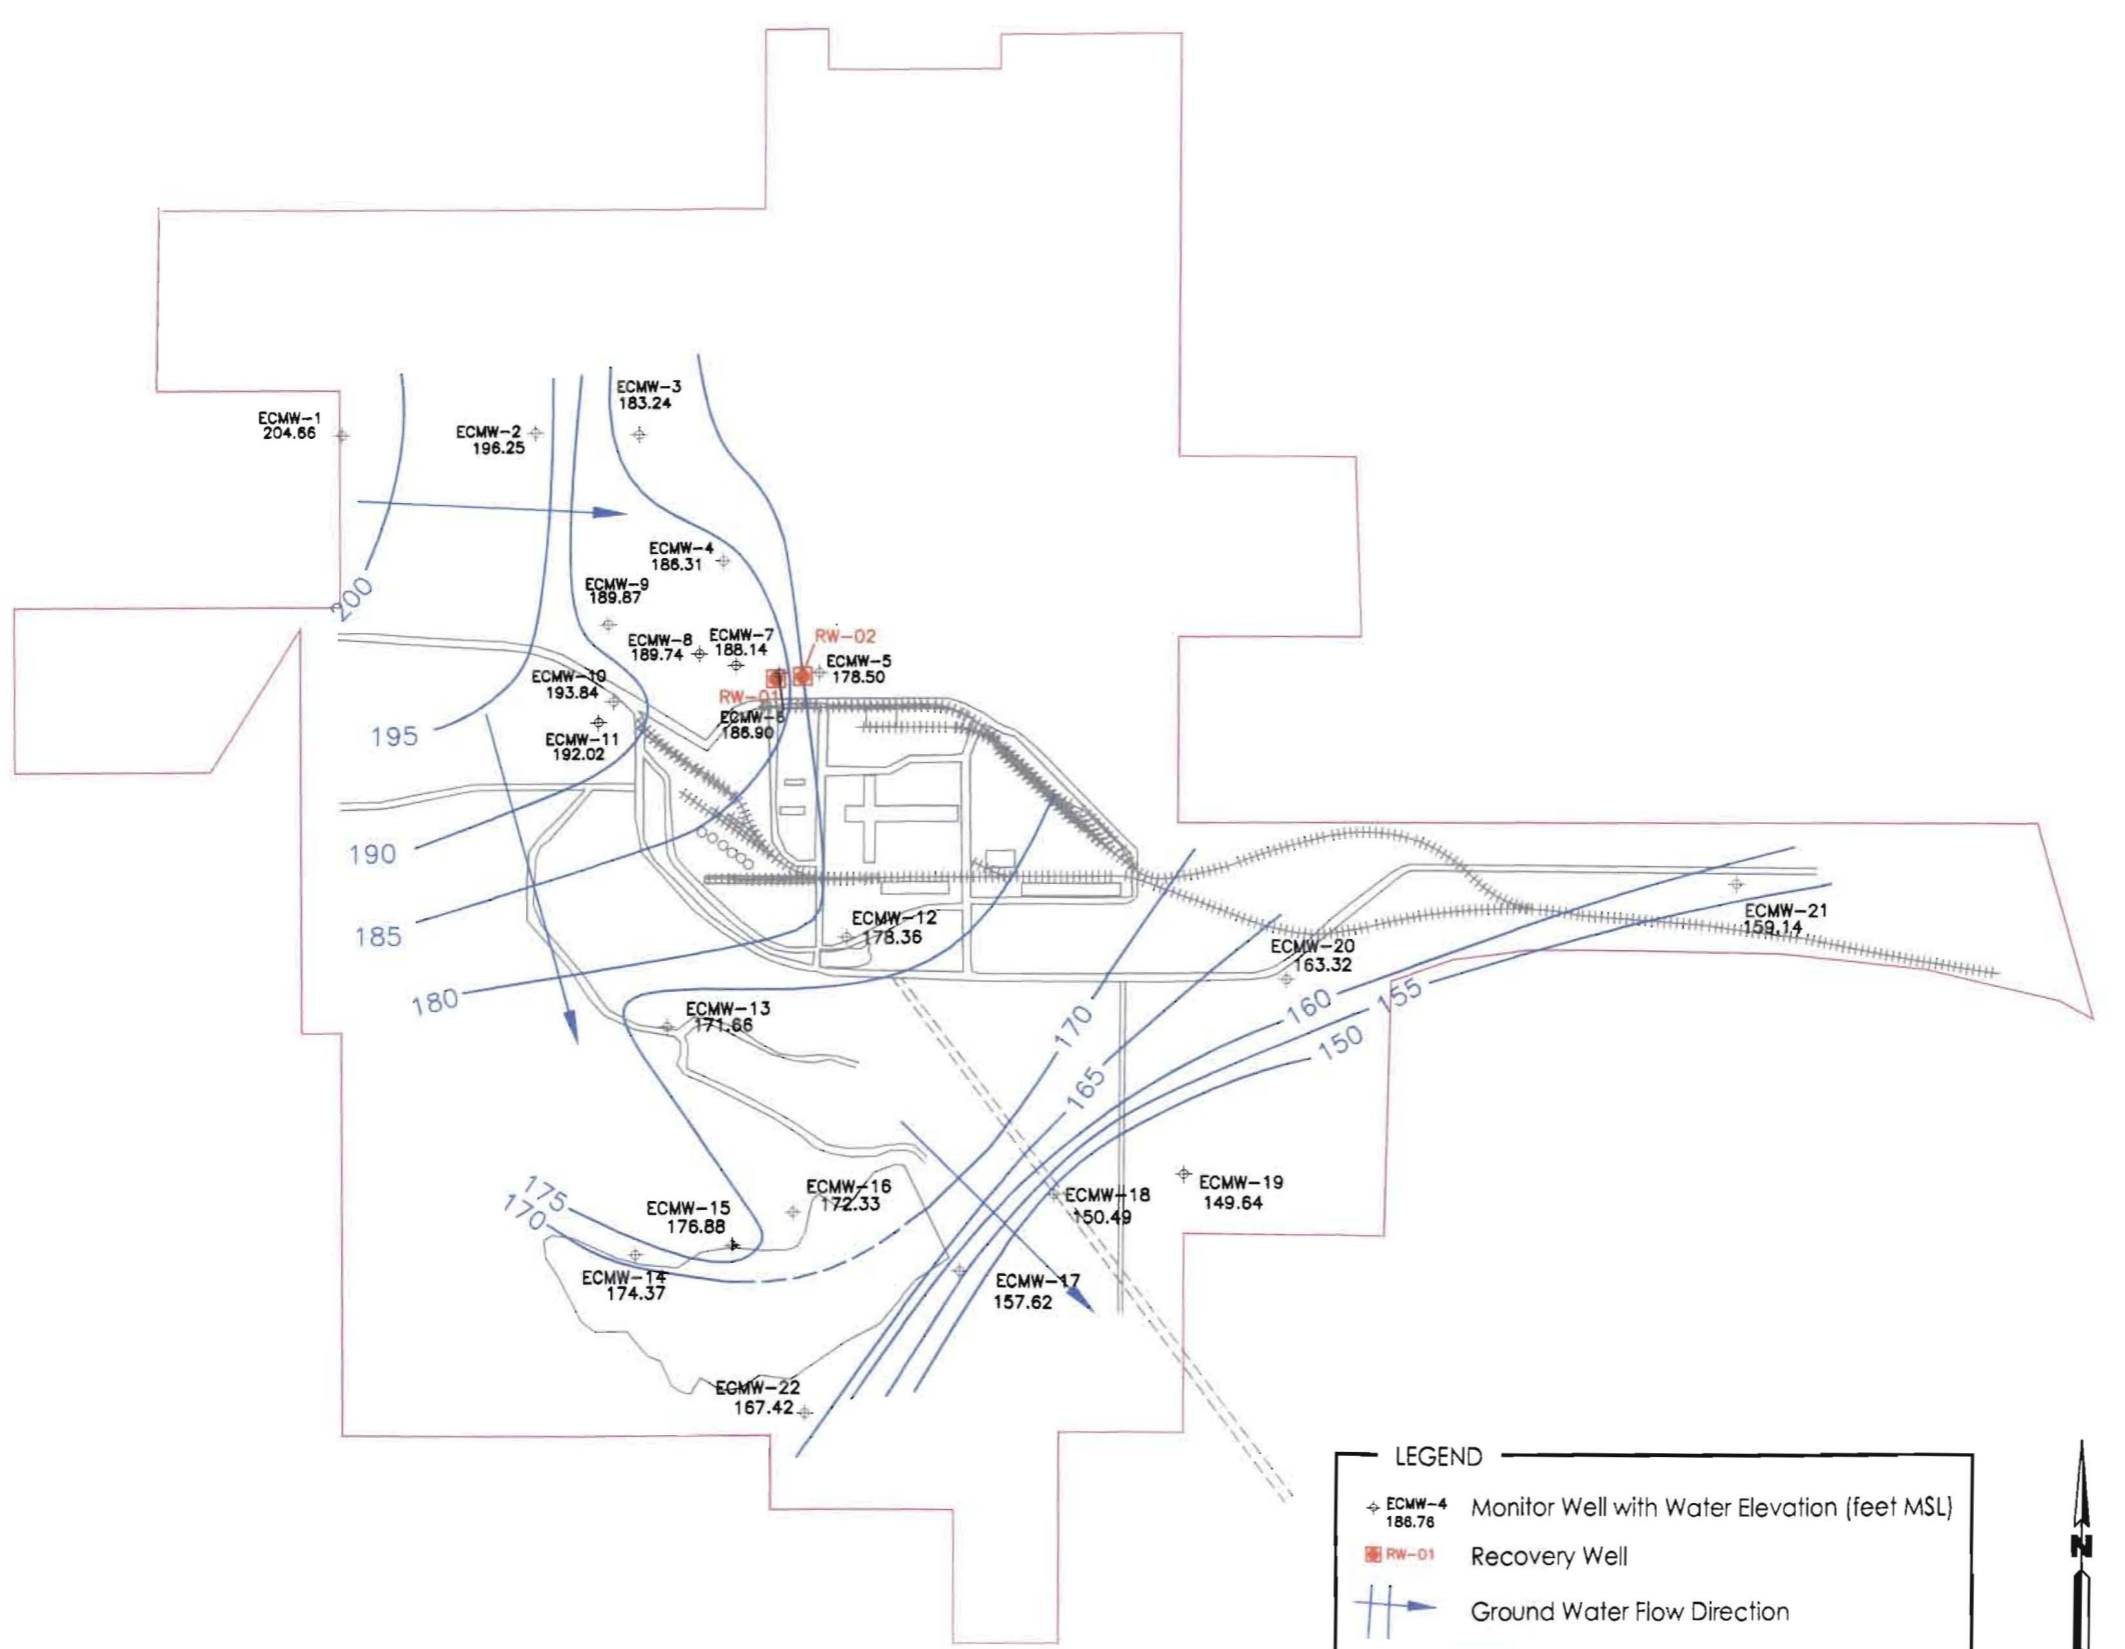 ECMW-3
183.24
ECMW-1
204.66
ECMW-2
196.25
ECMW-4
186.31
ECMW-9
189.87
200
ECMW-8
189.74
ECMW-7
188.14
RW-02
ECMW-5
178.50
ECMW-10
193.84
RW-01
ECMW-6
186.90
195
ECMW-11
192.02
190
185
ECMW-12
178.36
ECMW-21
159.14
ECMW-20
163.32
180
160
155
150
170
165
ECMW-13
171.66
175
170
ECMW-15
176.88
ECMW-16
172.33
ECMW-18
150.49
ECMW-19
149.64
ECMW-14
174.37
ECMW-17
157.62
ECMW-22
167.42
LEGEND
ECMW-4
186.76
Monitor Well with Water Elevation (feet MSL)
RW-01 Recovery Well
Ground Water Flow Direction
N